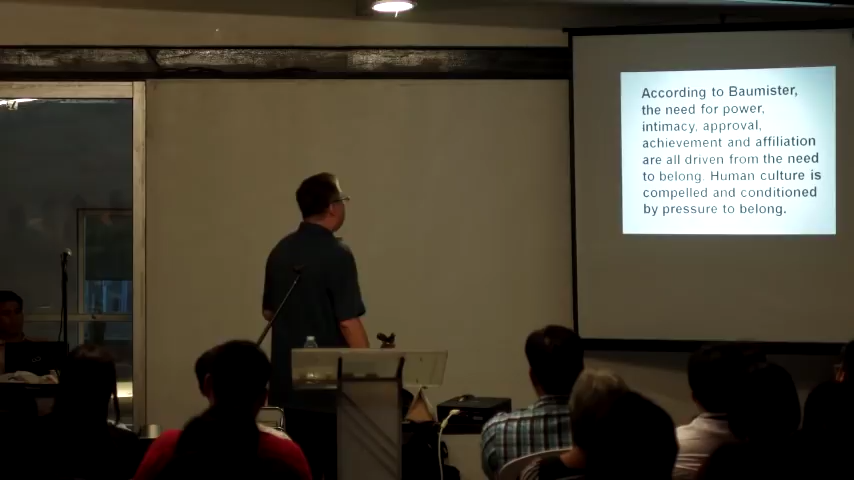 According to Baumister,
the need for power,
intimacy, approval,
achievement and affiliation
are all driven from the need
to belong. Human culture is
compelled and conditioned
by pressure to belong.